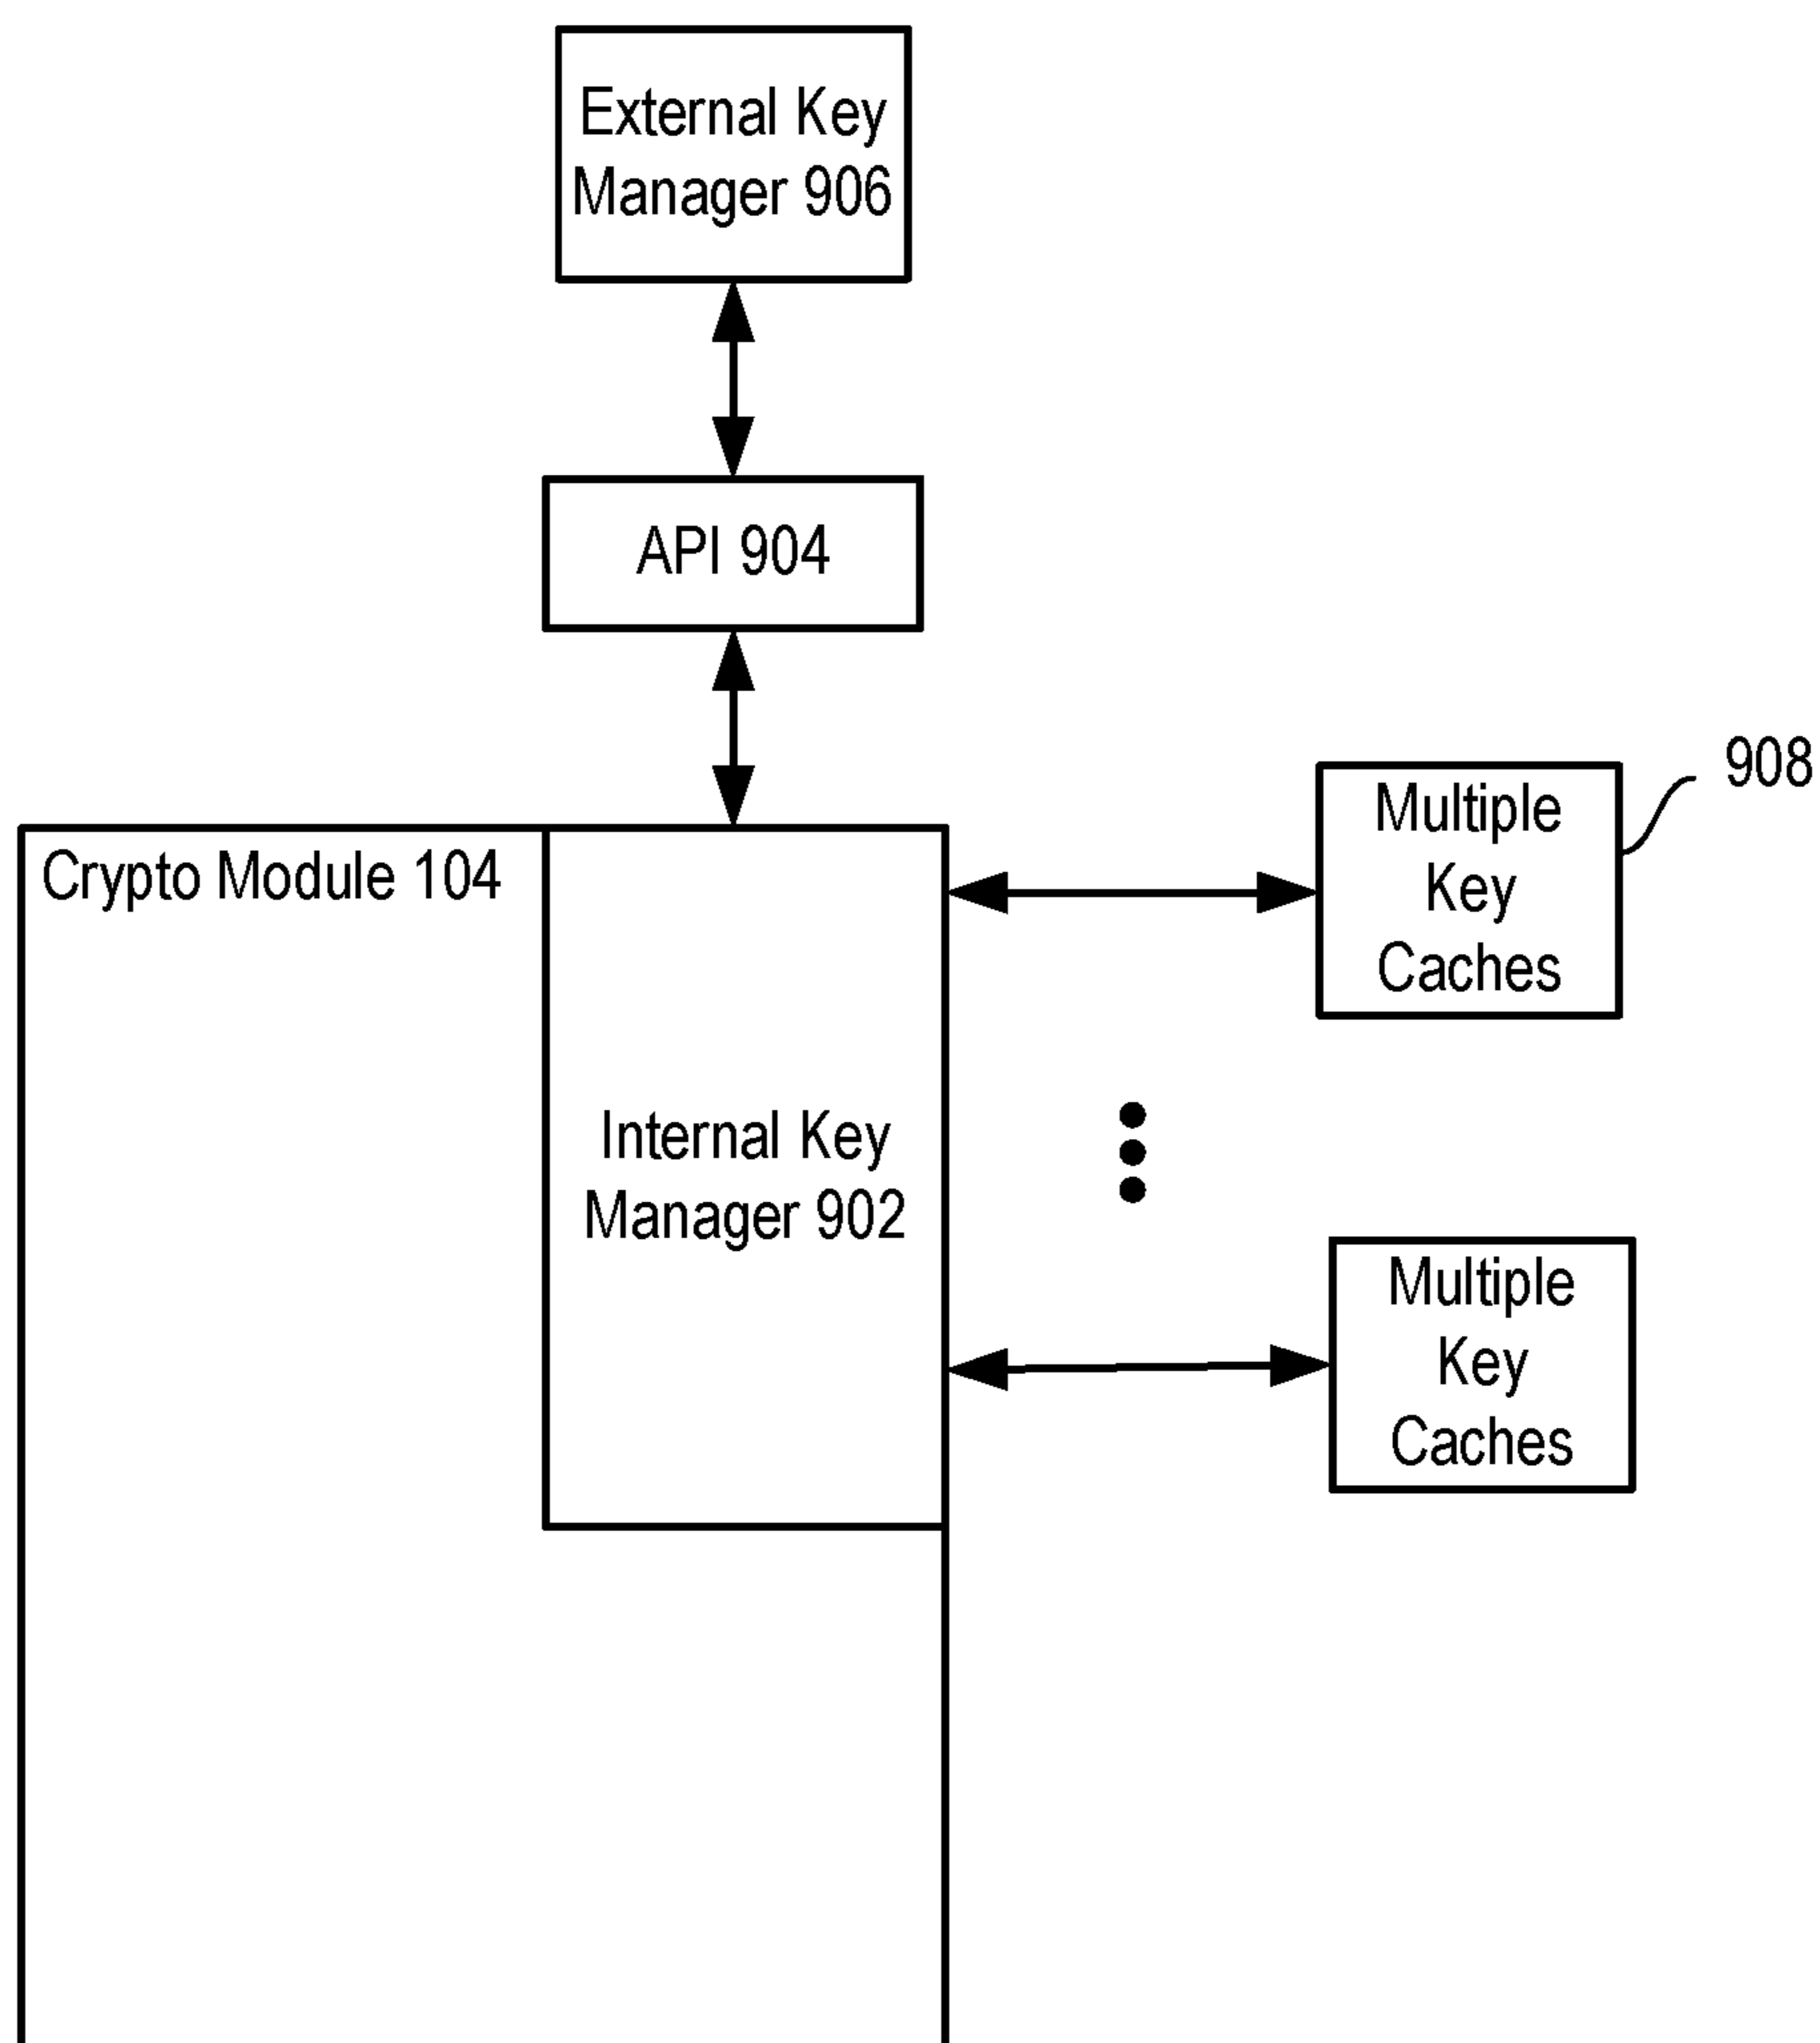 External Key
Manager 906
API 904
908
Multiple
Key
Caches
Crypto Module 104
Internal Key
Manager 902
Multiple
Key
Caches